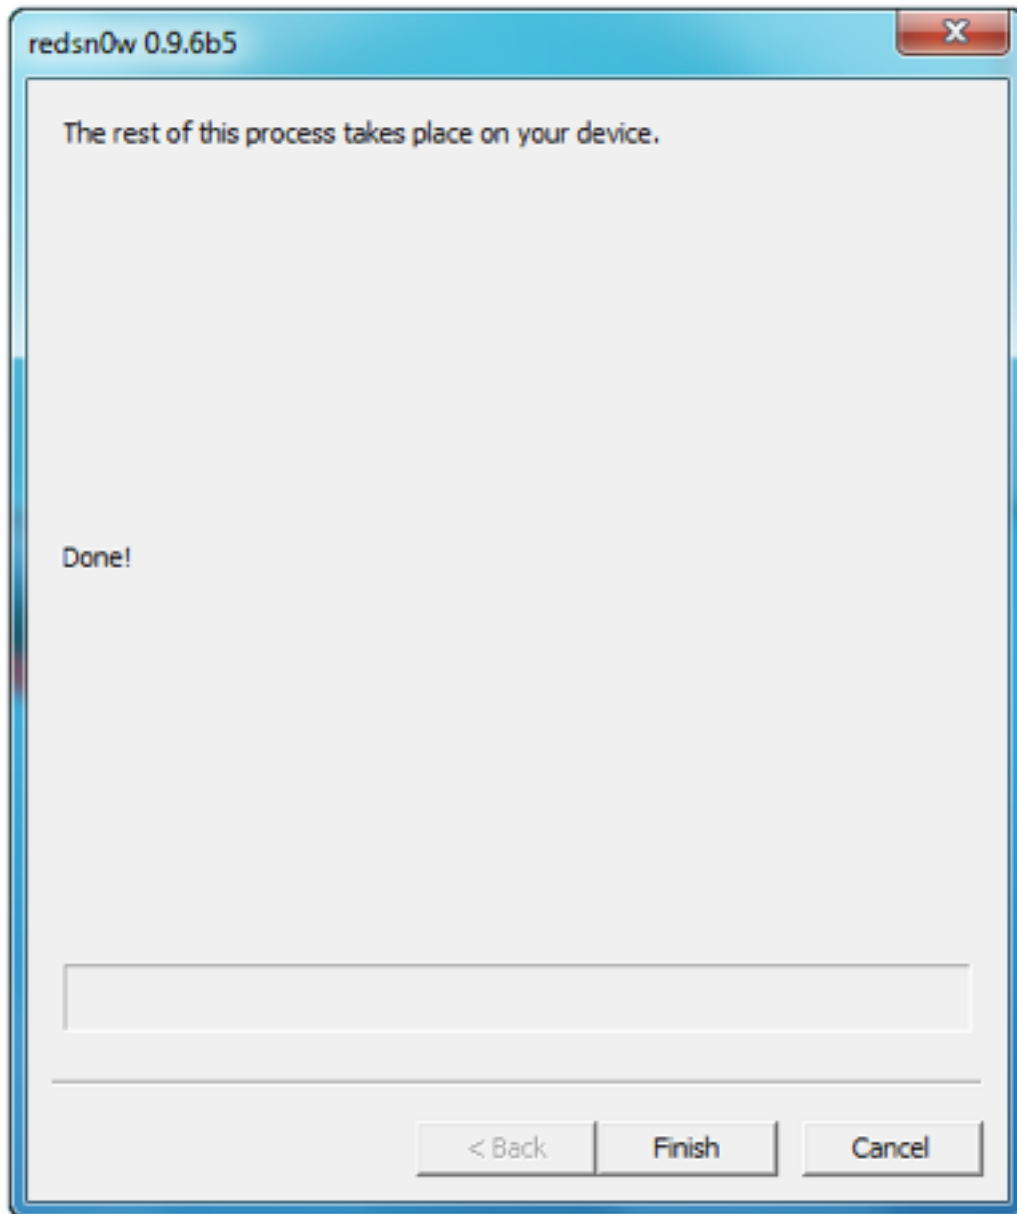 redsn0w 0.9.6b5
The rest of this process takes place on your device.
Done!
< Back
Finish
Cancel